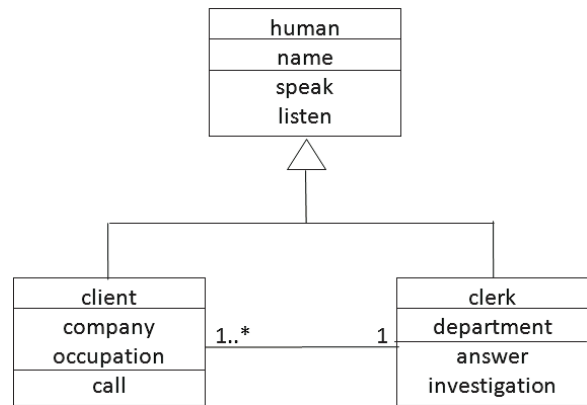 human
name
speak
listen
client
company
occupation
call
1..*
1
clerk
department
answer
investigation